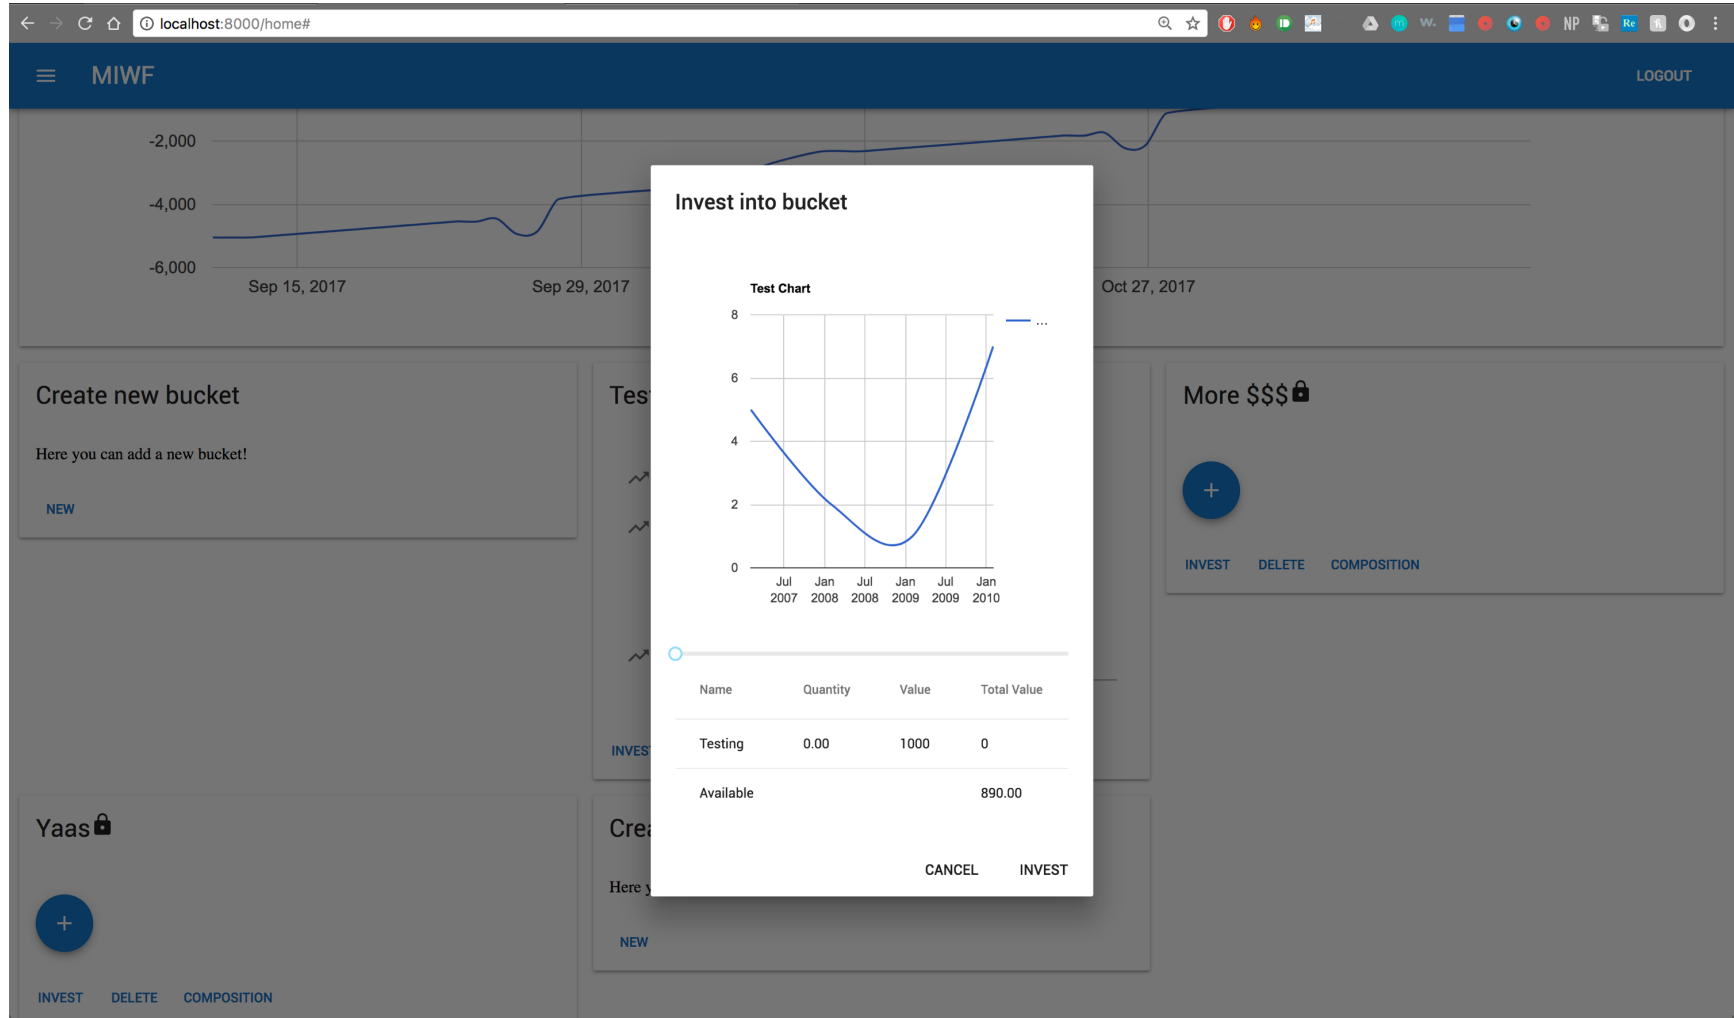 localhost:8000/home#
NP
Re
MIWF
LOGOUT
-2,000
-4,000
-6,000
Sep 15, 2017
Sep 29, 2017
Oct 27, 2017
Invest into bucket
Test Chart
...
8
6
4
2
0
Jul Jan Jul Jan Jul Jan
2007 2008 2008 2009 2009 2010
Name Quantity Value Total Value
Testing 0.00 1000 0
Available 890.00
CANCEL INVEST
Create new bucket
Here you can add a new bucket!
NEW
Tes
INVES
More $$$
+
INVEST DELETE COMPOSITION
Yaas
+
INVEST DELETE COMPOSITION
Crea
Here y
NEW